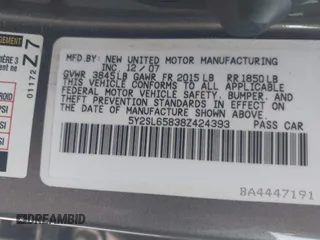 MFD BY NEW UNITED MOTOR MANUFACTURING
INC 12/07
GVWR 3845LB GAWR FR 2015LB RR1850LB
THIS VEHICLE CONFORMS TO ALL APPLICABLE
FEDERAL MOTOR VEHICLE SAFETY, BUMPER, AND
THEFT PREVENTION STANDARDS IN EFFECT ON
THE DATE OF MANUFACTURE SHOWN ABOVE.
5Y2SL65838Z424393 PASS CAR
BA4447191
01172 Z7
DREAMBID